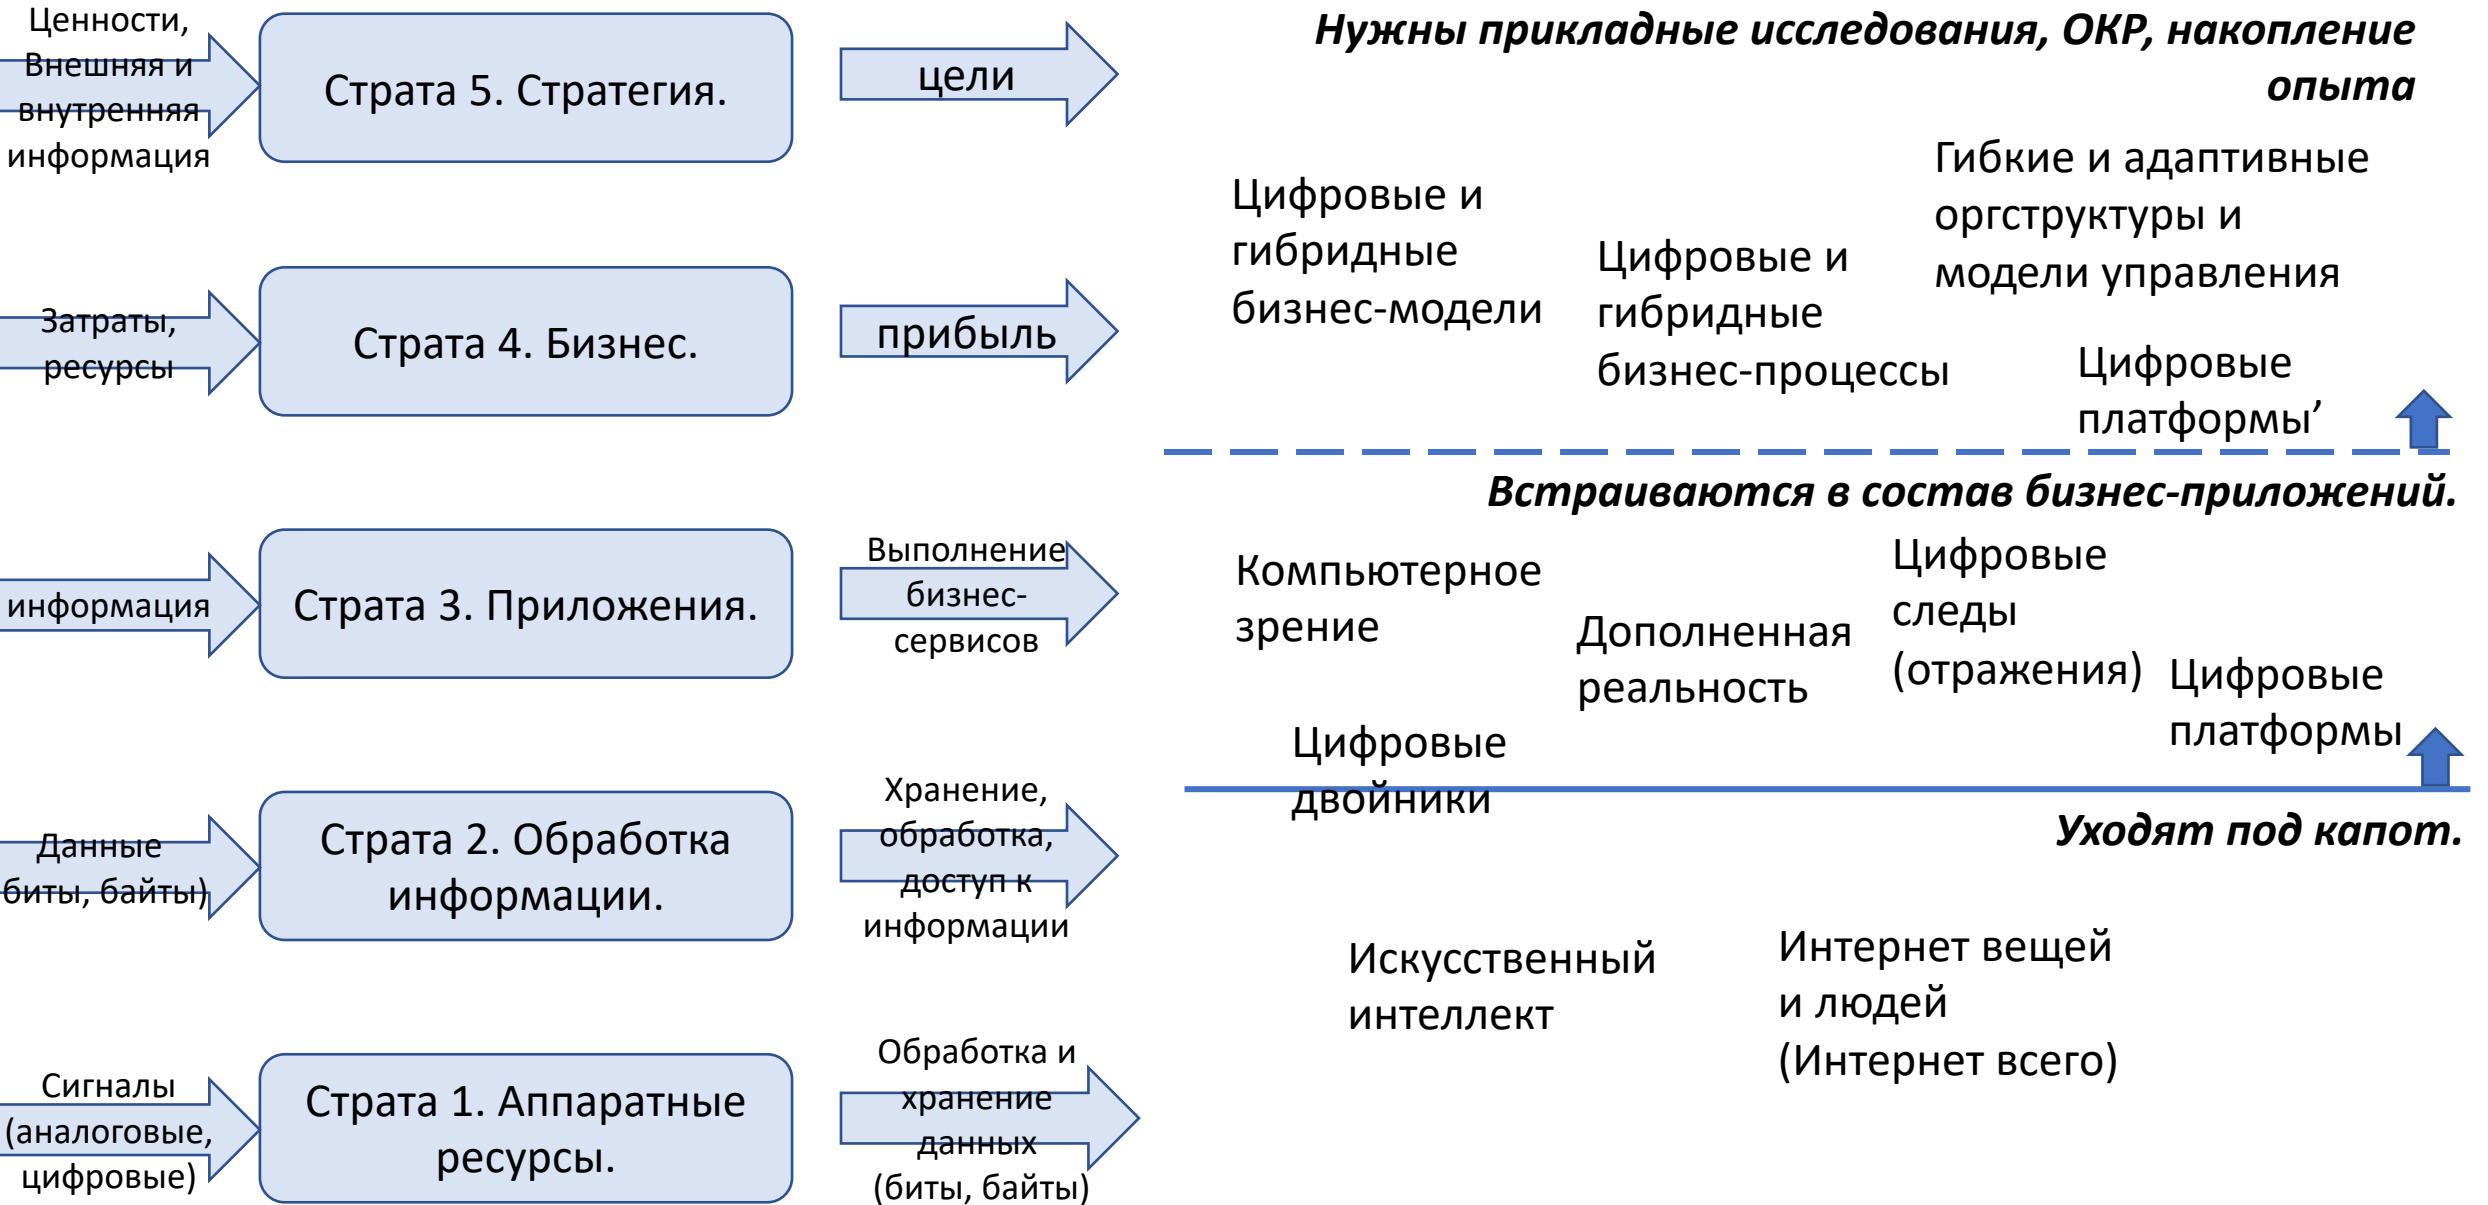 Ценности,
Внешняя и
внутренняя
информация
Страта 5. Стратегия.
цели
Затраты,
ресурсы
Страта 4. Бизнес.
прибыль
информация
Страта 3. Приложения.
Выполнение
бизнес-
сервисов
Данные
биты, байты)
Страта 2. Обработка
информации.
Хранение,
обработка,
доступ к
информации
Сигналы
(аналоговые,
цифровые)
Страта 1. Аппаратные
ресурсы.
Обработка и
хранение
данных
(биты, байты)
Нужны прикладные исследования, ОКР, накопление
опыта
Цифровые и
гибридные
бизнес-модели
Цифровые и
гибридные
бизнес-процессы
Гибкие и адаптивные
оргструктуры и
модели управления
Цифровые
платформы’
Встраиваются в состав бизнес-приложений.
Компьютерное
зрение
Дополненная
реальность
Цифровые
следы
(отражения)
Цифровые
платформы
Цифровые
двойники
Уходят под капот.
Искусственный
интеллект
Интернет вещей
и людей
(Интернет всего)